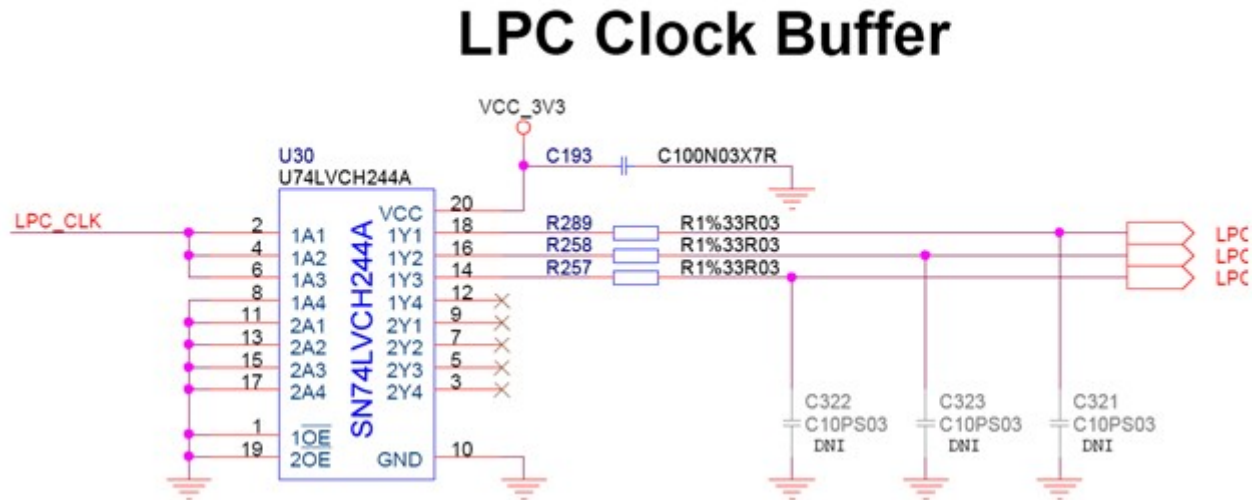 LPC Clock Buffer
VCC_3V3
C193 C100N03X7R
U30
U74LVCH244A
LPC_CLK
SN74LVCH244A
VCC 20
2 1A1 1Y1 18 R289 R1%33R03 LPC
4 1A2 1Y2 16 R258 R1%33R03 LPC
6 1A3 1Y3 14 R257 R1%33R03 LPC
8 1A4 1Y4 12
11 2A1 2Y1 9
13 2A2 2Y2 7
15 2A3 2Y3 5
17 2A4 2Y4 3
1 1OE
19 2OE GND 10
C322 C323 C321
C10PS03 C10PS03 C10PS03
DNI DNI DNI